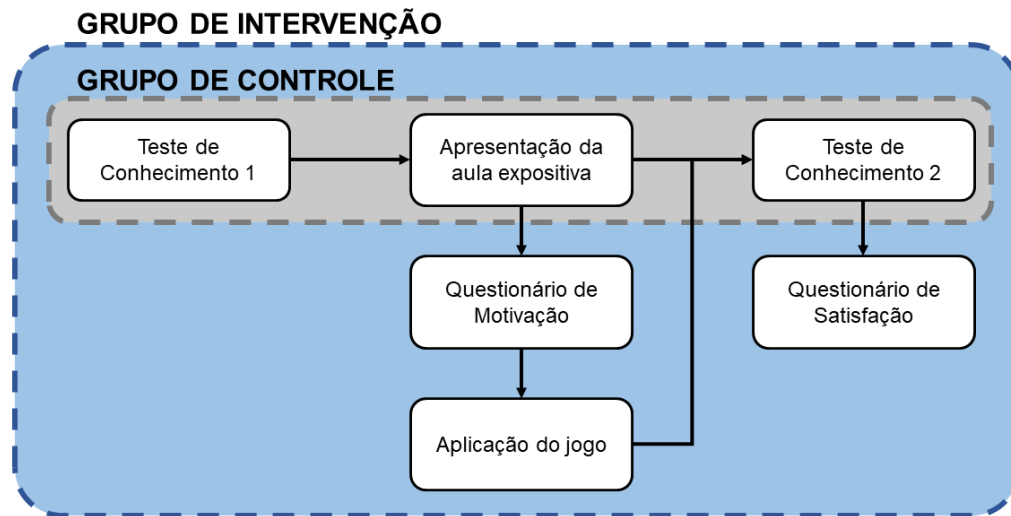 GRUPO DE INTERVENÇÃO
GRUPO DE CONTROLE
Teste de
Conhecimento 1
Apresentação da
aula expositiva
Teste de
Conhecimento 2
Questionário de
Motivação
Questionário de
Satisfação
Aplicação do jogo